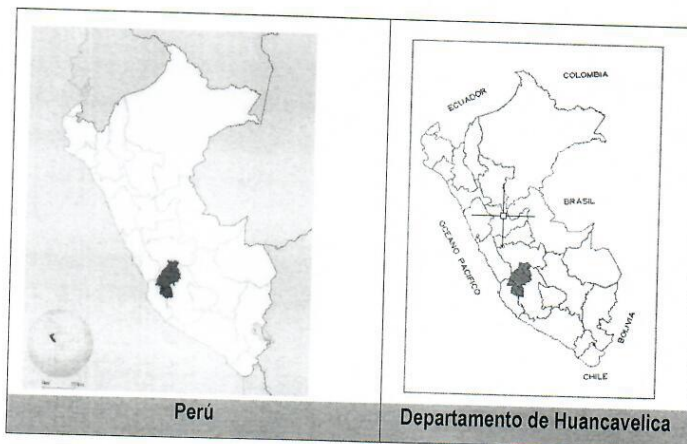 COLOMBIA
ECUADOR
BRASIL
OCEANO PACIFICO
BOLIVIA
CHILE
Perú
Departamento de Huancavelica